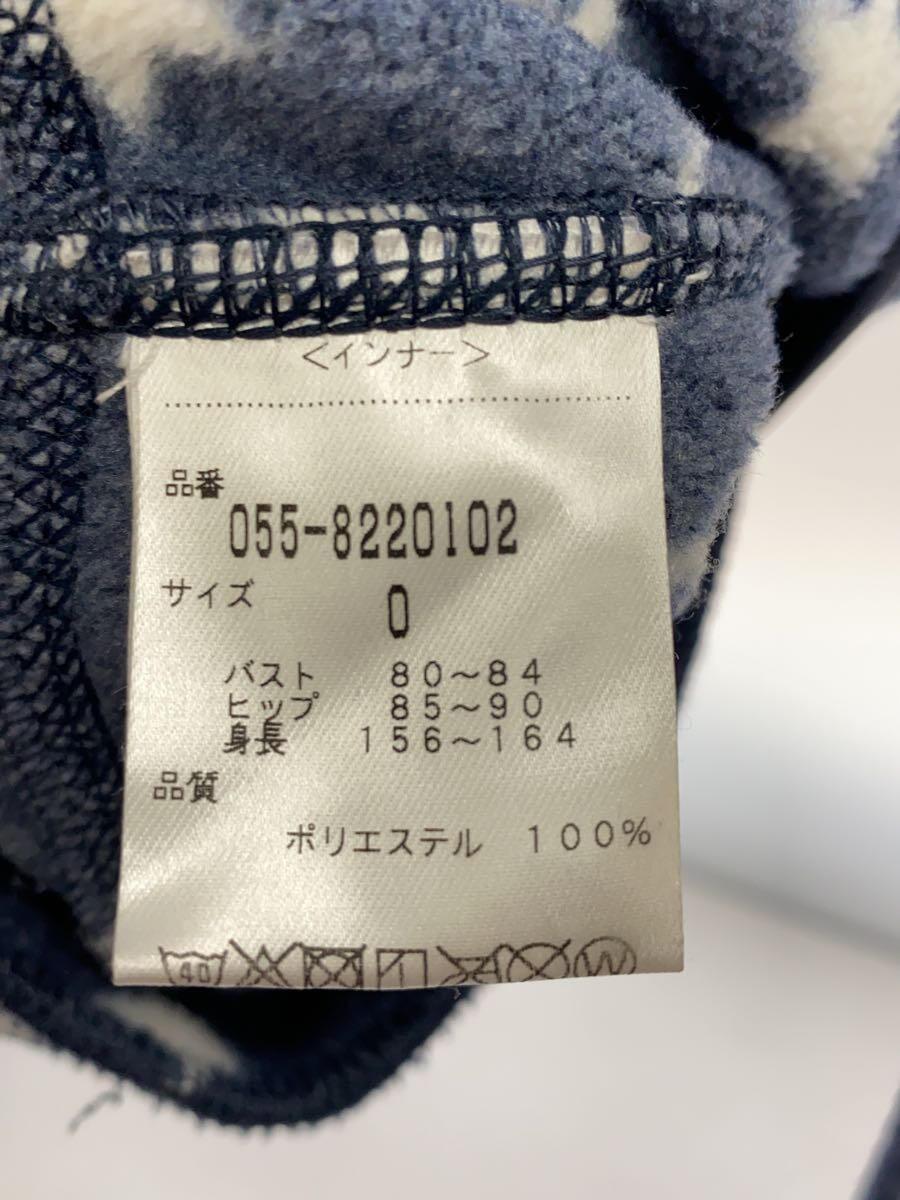 ＜インナー＞
品番
055-8220102
サイズ
0
バスト 80～84
ヒップ 85～90
身長 156～164
品質
ポリエステル 100%
40
W